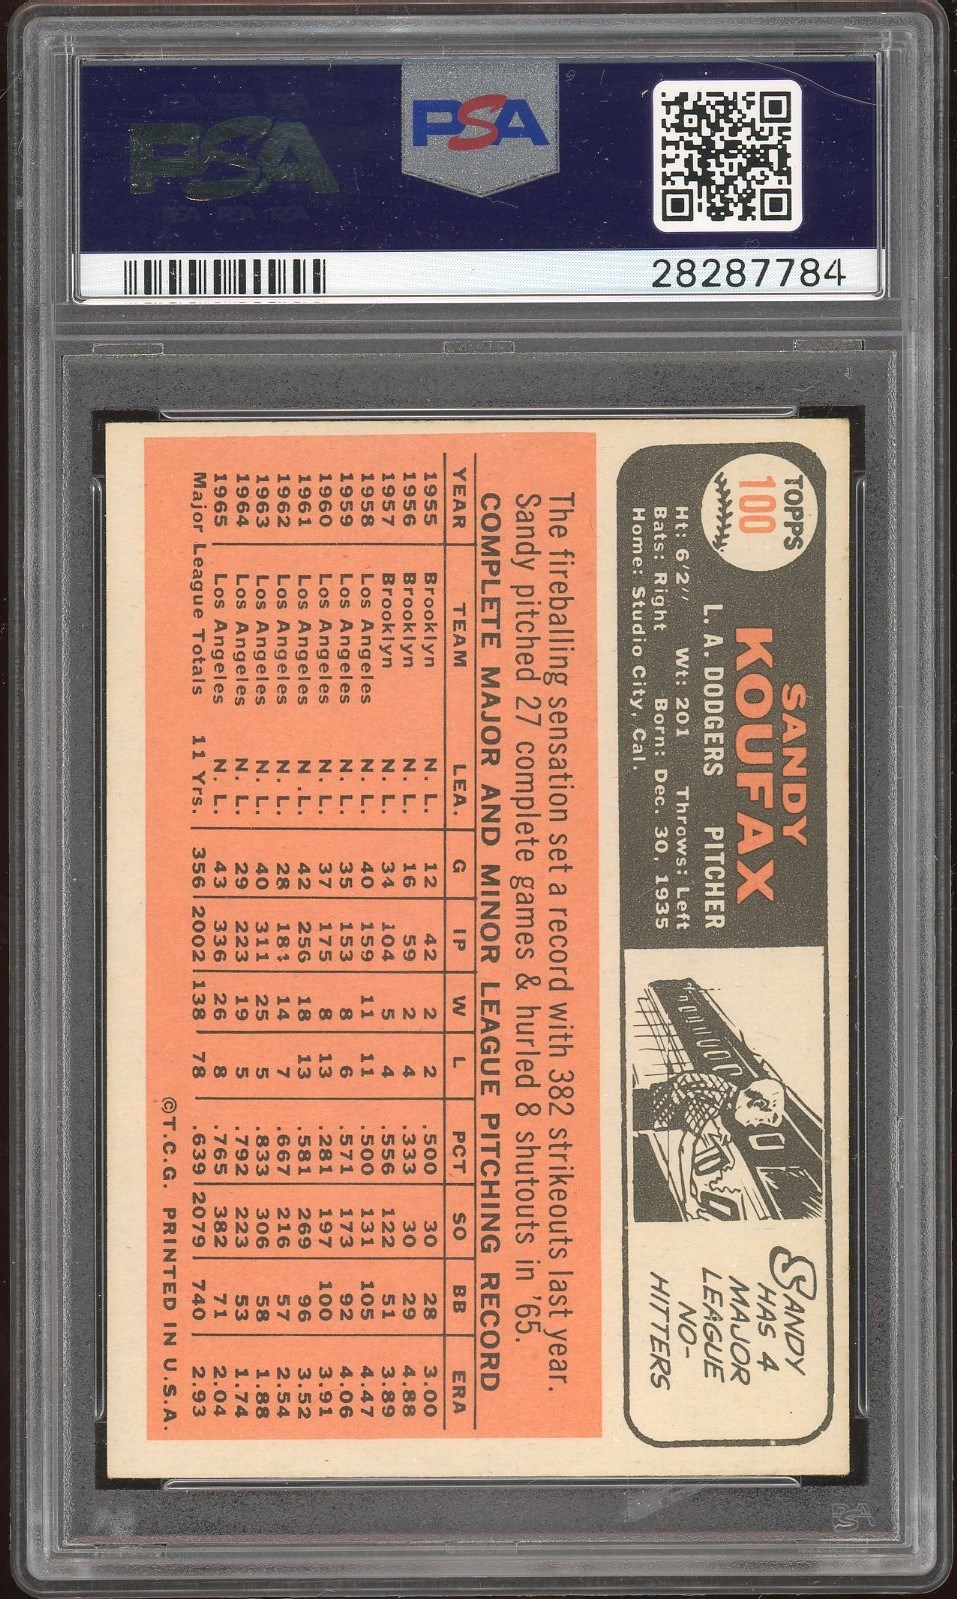 PSA
PSA
28287784
TOPPS
100
SANDY
KOUFAX
L. A. DODGERS PITCHER
Ht: 6'2" Wt: 201 Throws: Left
Bats: Right Born: Dec. 30, 1935
Home: Studio City, Cal.
SANDY
HAS 4
MAJOR
LEAGUE
NO-
HITTERS
The fireballing sensation set a record with 382 strikeouts last year.
Sandy pitched 27 complete games & hurled 8 shutouts in '65.
COMPLETE MAJOR AND MINOR LEAGUE PITCHING RECORD
YEAR TEAM LEA. G IP W L PCT SO BB ERA
1955 Brooklyn N. L. 12 42 2 2 .500 30 28 3.00
1956 Brooklyn N. L. 16 59 2 4 .333 30 29 4.88
1957 Brooklyn N. L. 34 104 5 4 .556 122 51 3.89
1958 Los Angeles N. L. 40 159 11 11 .500 131 105 4.47
1959 Los Angeles N. L. 35 153 8 6 .571 173 92 4.06
1960 Los Angeles N. L. 37 175 8 13 .281 197 100 3.91
1961 Los Angeles N. L. 42 256 18 13 .581 269 96 3.52
1962 Los Angeles N. L. 28 184 14 7 .667 216 57 2.54
1963 Los Angeles N. L. 40 311 25 5 .833 306 58 1.88
1964 Los Angeles N. L. 29 223 19 5 .792 223 53 1.74
1965 Los Angeles N. L. 43 336 26 8 .765 382 71 2.04
Major League Totals 11 Yrs. 356 2002 138 78 .639 2079 740 2.93
©T.C.G. PRINTED IN U.S.A.
PSA